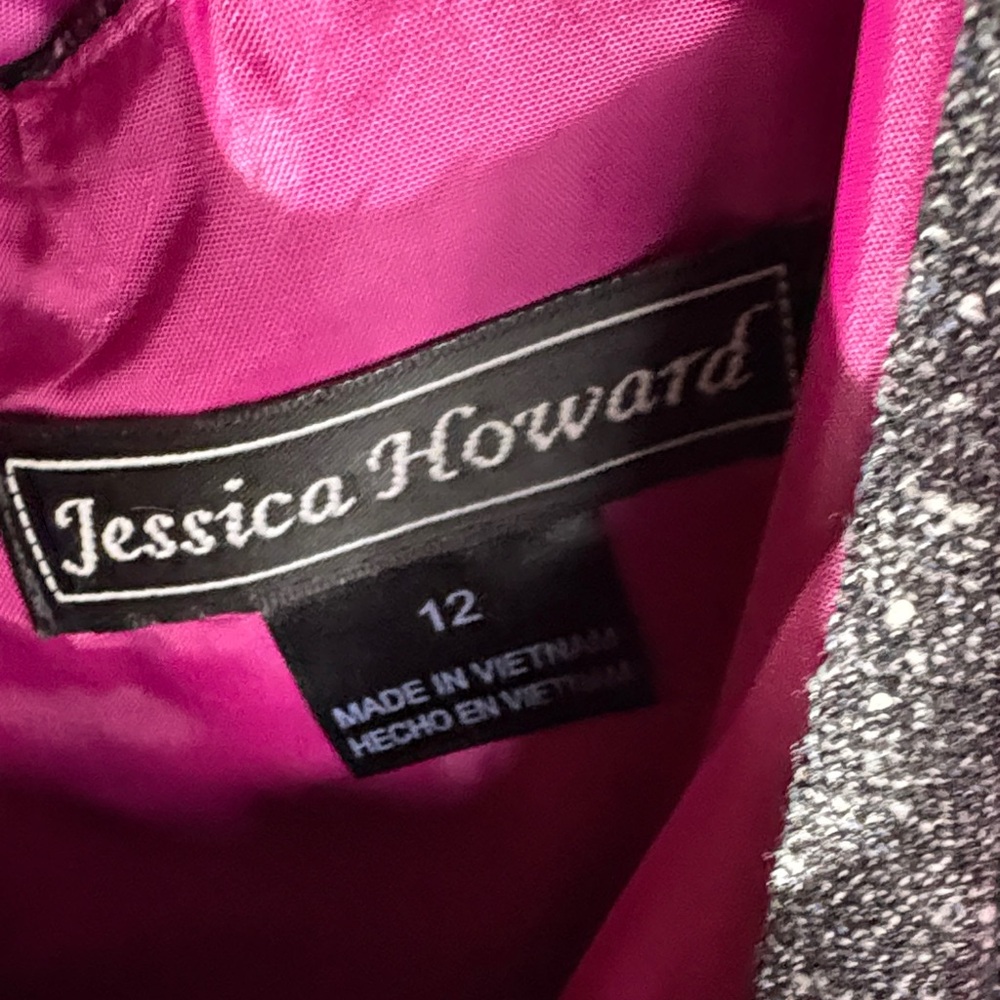 Jessica Howard
12
MADE IN VIETNAM
HECHO EN VIETNAM